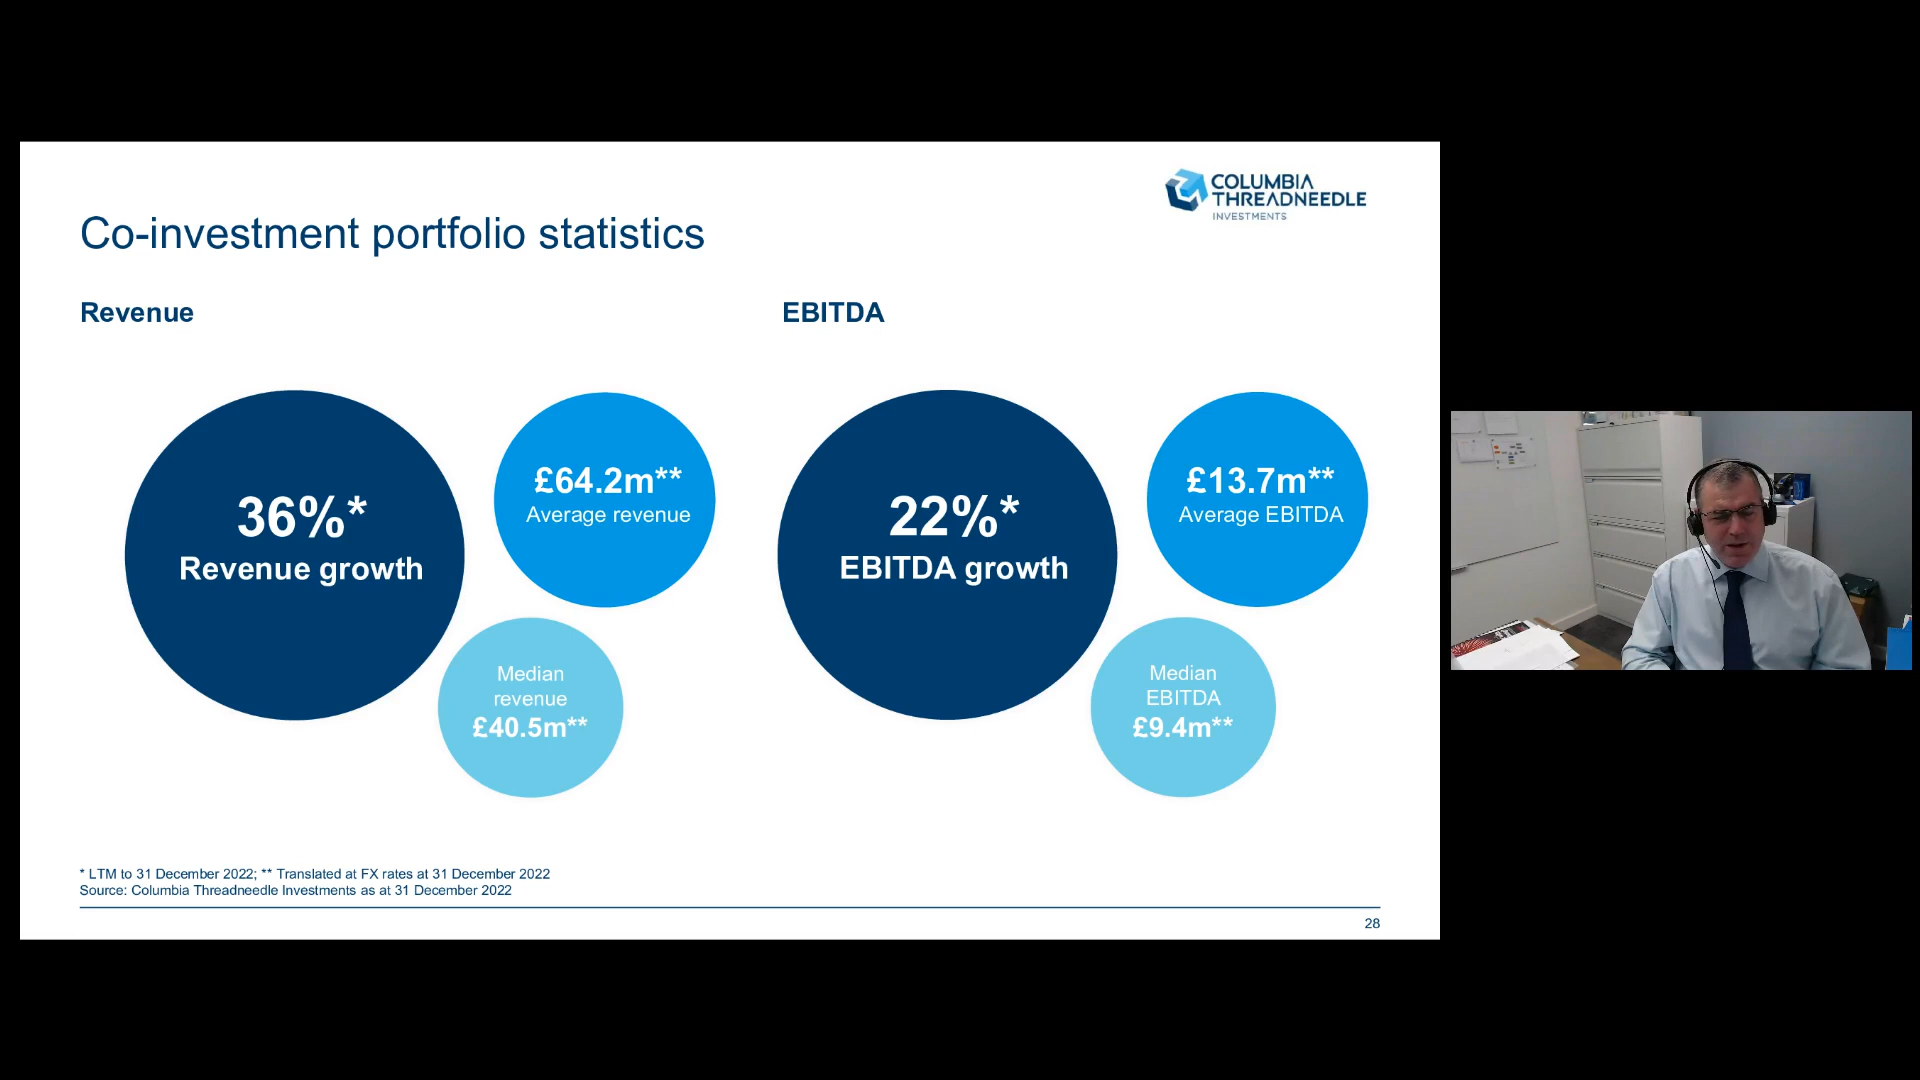 COLUMBIA
THREADNEEDLE
INVESTMENTS
Co-investment portfolio statistics
Revenue
36%*
Revenue growth
£64.2m**
Average revenue
Median
revenue
£40.5m**
EBITDA
22%*
EBITDA growth
£13.7m**
Average EBITDA
Median
EBITDA
£9.4m**
* LTM to 31 December 2022; ** Translated at FX rates at 31 December 2022
Source: Columbia Threadneedle Investments as at 31 December 2022
28